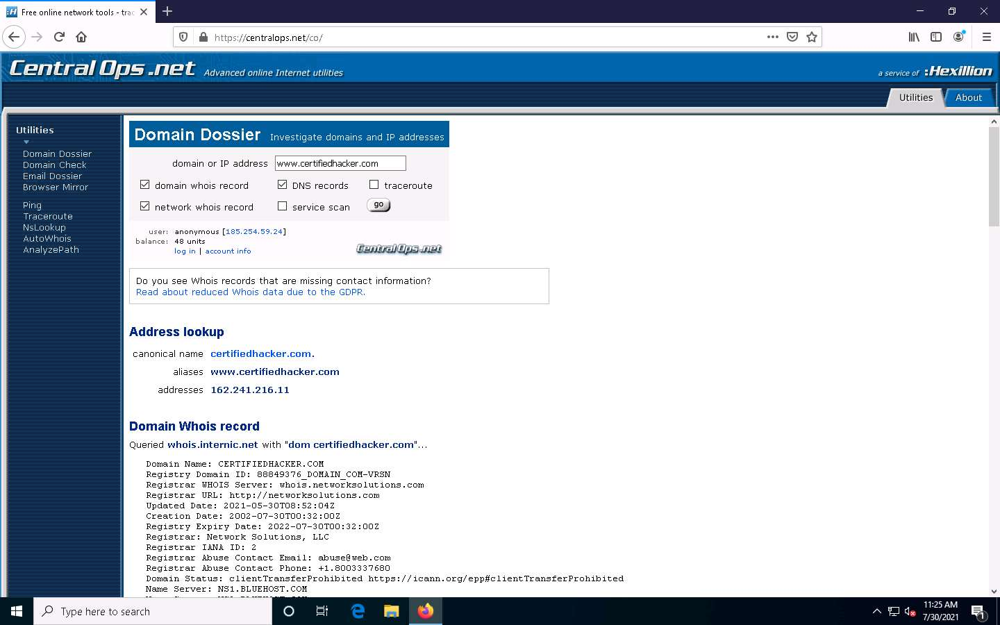 Free online network tools - trac
https://centralops.net/co/
Central Ops .net Advanced online Internet utilities
a service of :Hexillion
Utilities About
Utilities
Domain Dossier
Domain Check
Email Dossier
Browser Mirror
Ping
Traceroute
NsLookup
AutoWhois
AnalyzePath
Domain Dossier Investigate domains and IP addresses
domain or IP address www.certifiedhacker.com
domain whois record DNS records traceroute
network whois record service scan go
user: anonymous [185.254.59.24]
balance: 48 units
log in | account info
Central Ops .net
Do you see Whois records that are missing contact information?
Read about reduced Whois data due to the GDPR.
Address lookup
canonical name certifiedhacker.com.
aliases www.certifiedhacker.com
addresses 162.241.216.11
Domain Whois record
Queried whois.internic.net with "dom certifiedhacker.com"...
Domain Name: CERTIFIEDHACKER.COM
Registry Domain ID: 88849376_DOMAIN_COM-VRSN
Registrar WHOIS Server: whois.networksolutions.com
Registrar URL: http://networksolutions.com
Updated Date: 2021-05-30T08:52:04Z
Creation Date: 2002-07-30T00:32:00Z
Registry Expiry Date: 2022-07-30T00:32:00Z
Registrar: Network Solutions, LLC
Registrar IANA ID: 2
Registrar Abuse Contact Email: abuse@web.com
Registrar Abuse Contact Phone: +1.8003337680
Domain Status: clientTransferProhibited https://icann.org/epp#clientTransferProhibited
Name Server: NS1.BLUEHOST.COM
Type here to search
11:25 AM
7/30/2021
1